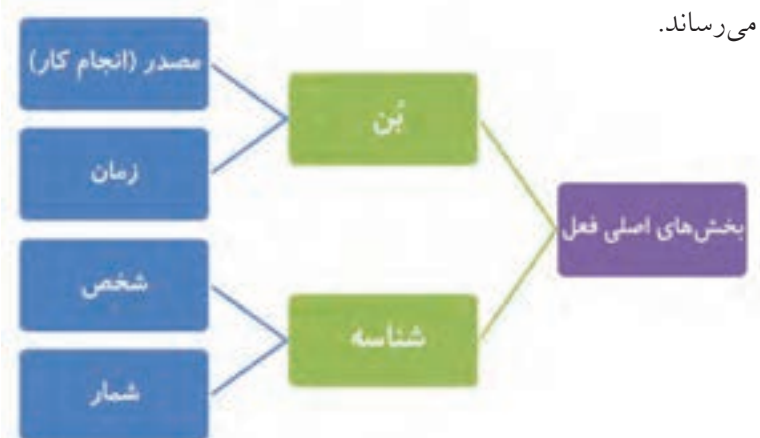 می‌رساند.
بخش‌های اصلی فعل
بُن
مصدر (انجام کار)
زمان
شناسه
شخص
شمار